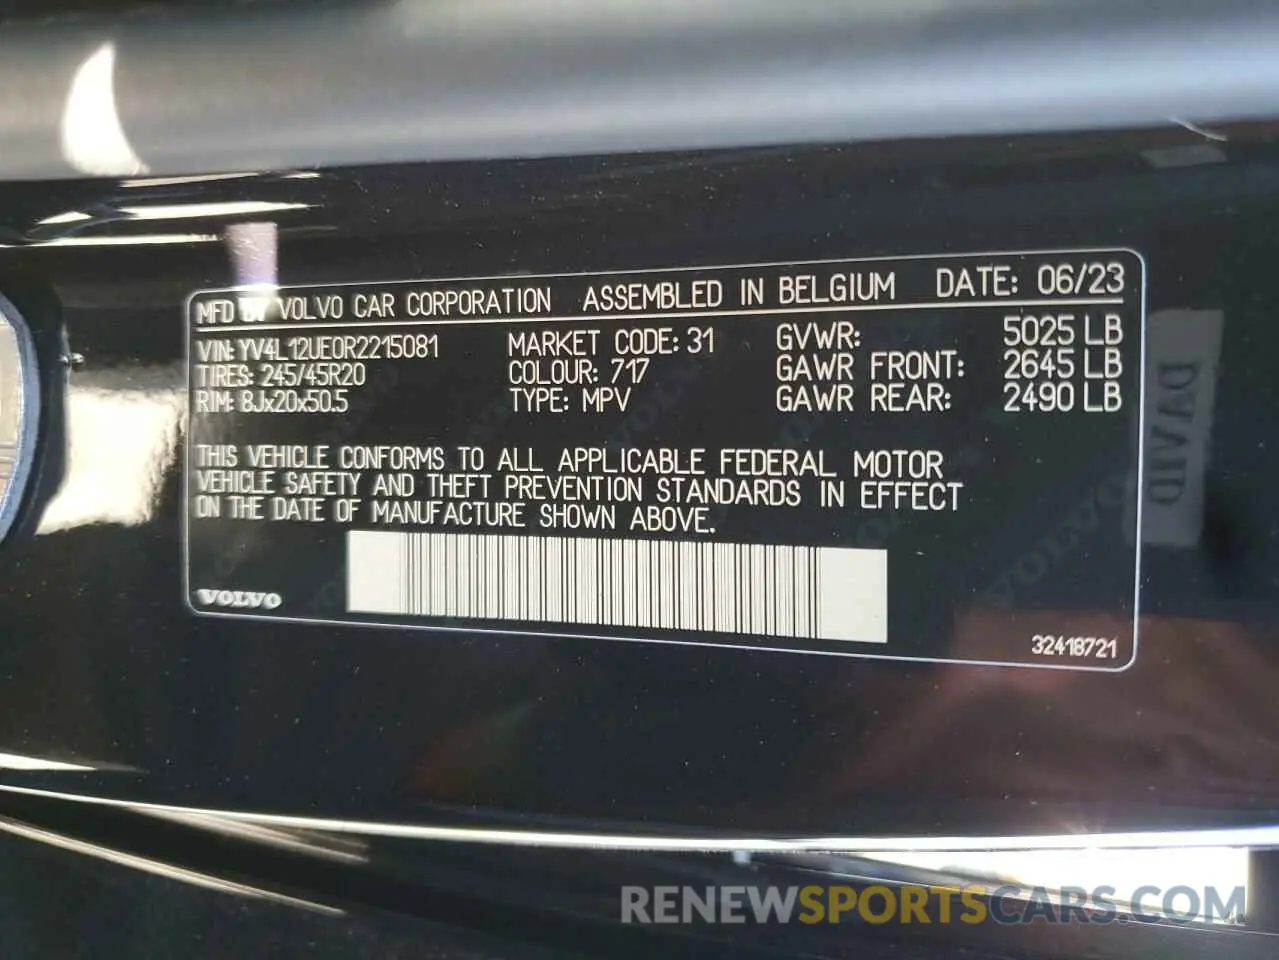 MFD BY VOLVO CAR CORPORATION ASSEMBLED IN BELGIUM DATE: 06/23
VIN: YV4L12UE0R2215081 MARKET CODE: 31 GVWR: 5025 LB
TIRES: 245/45R20 COLOUR: 717 GAWR FRONT: 2645 LB
RIM: 8Jx20x50.5 TYPE: MPV GAWR REAR: 2490 LB
THIS VEHICLE CONFORMS TO ALL APPLICABLE FEDERAL MOTOR
VEHICLE SAFETY AND THEFT PREVENTION STANDARDS IN EFFECT
ON THE DATE OF MANUFACTURE SHOWN ABOVE.
VOLVO
32418721
DAVID
RENEWSPORTSCARS.COM